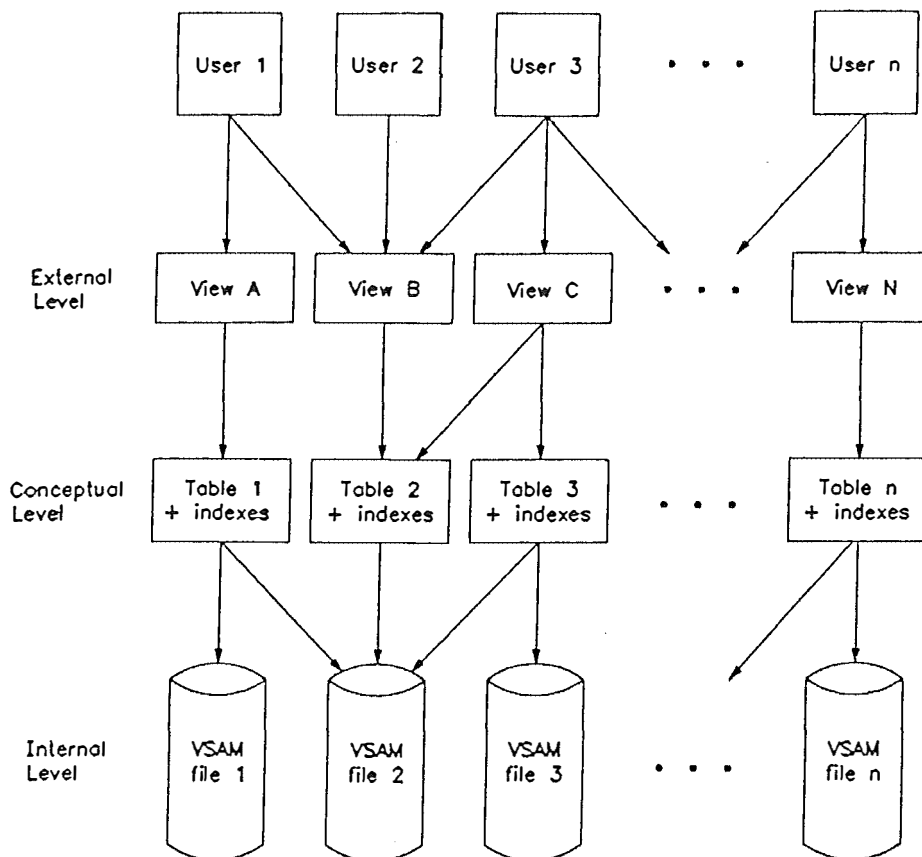 User 1
User 2
User 3
• • •
User n
External
Level
View A
View B
View C
• • •
View N
Conceptual
Level
Table 1
+ indexes
Table 2
+ indexes
Table 3
+ indexes
• • •
Table n
+ indexes
Internal
Level
VSAM
file 1
VSAM
file 2
VSAM
file 3
• • •
VSAM
file n